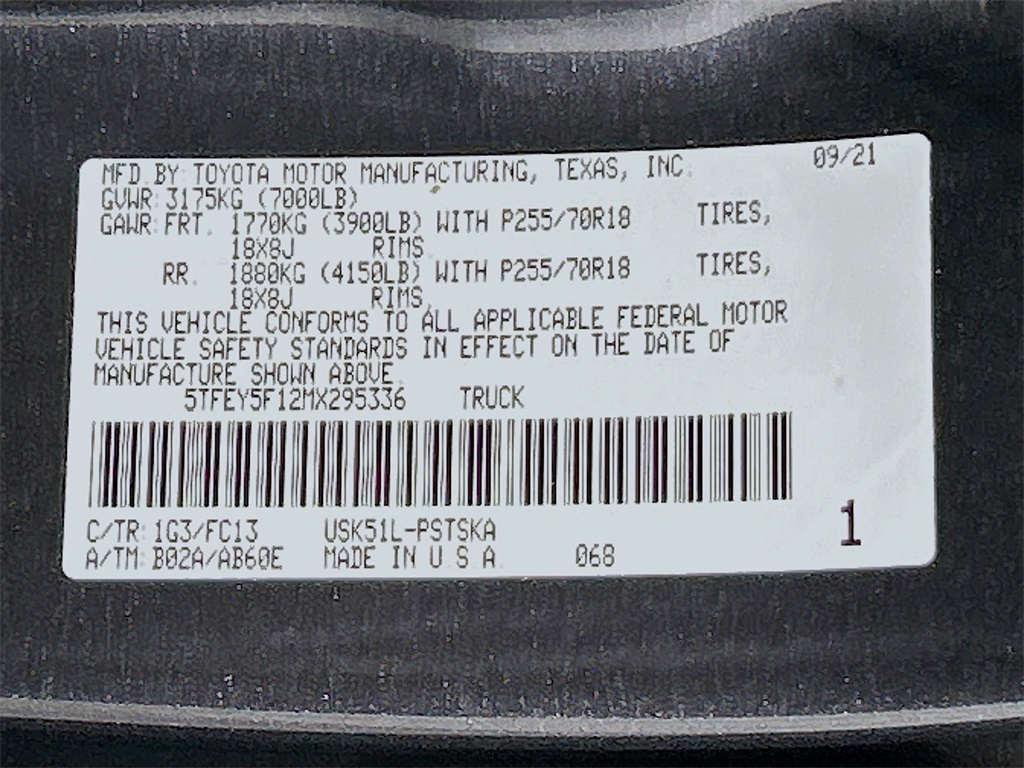 MFD. BY: TOYOTA MOTOR MANUFACTURING, TEXAS, INC. 09/21
GVWR: 3175KG (7000LB)
GAWR: FRT. 1770KG (3900LB) WITH P255/70R18 TIRES,
18X8J RIMS,
RR. 1880KG (4150LB) WITH P255/70R18 TIRES,
18X8J RIMS,
THIS VEHICLE CONFORMS TO ALL APPLICABLE FEDERAL MOTOR
VEHICLE SAFETY STANDARDS IN EFFECT ON THE DATE OF
MANUFACTURE SHOWN ABOVE.
5TFEY5F12MX295336 TRUCK
C/TR: 1G3/FC13 USK51L-PSTSKA 1
A/TM: B02A/AB60E MADE IN U.S.A. 068